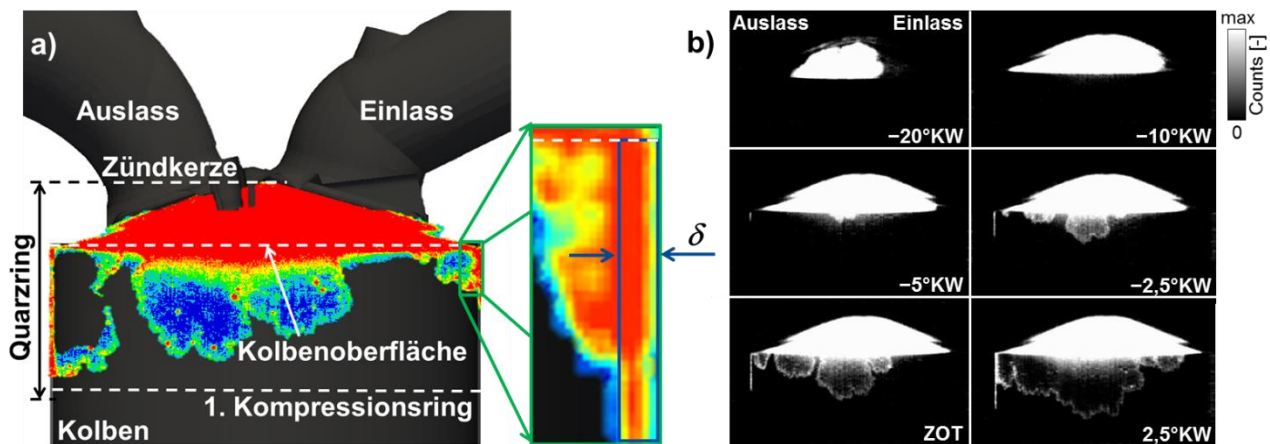 a)
Auslass
Einlass
Zündkerze
Quarzring
Kolbenoberfläche
1. Kompressionsring
Kolben
δ
b)
Auslass
Einlass
−20°KW
−10°KW
−5°KW
−2,5°KW
ZOT
2,5°KW
max
Counts [-]
0